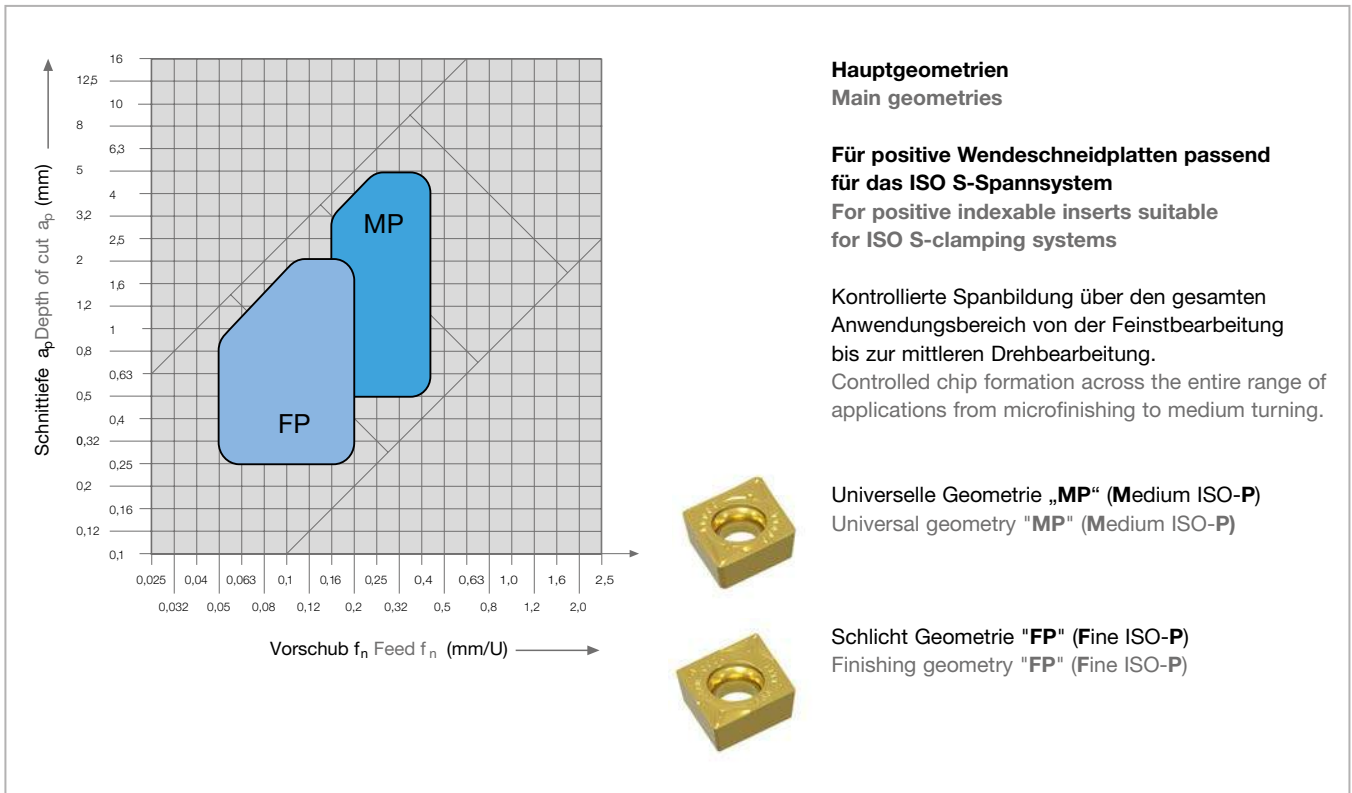 16
12,5
10
8
6,3
5
4
3,2
2,5
2
1,6
1,2
1
0,8
0,63
0,5
0,4
0,32
0,25
0,2
0,16
0,12
0,1
Schnittiefe apDepth of cut ap (mm)
MP
FP
0,025 0,04 0,063 0,1 0,16 0,25 0,4 0,63 1,0 1,6 2,5
0,032 0,05 0,08 0,12 0,2 0,32 0,5 0,8 1,2 2,0
Vorschub fn Feed fn (mm/U)
Hauptgeometrien
Main geometries
Für positive Wendeschneidplatten passend
für das ISO S-Spannsystem
For positive indexable inserts suitable
for ISO S-clamping systems
Kontrollierte Spanbildung über den gesamten
Anwendungsbereich von der Feinstbearbeitung
bis zur mittleren Drehbearbeitung.
Controlled chip formation across the entire range of
applications from microfinishing to medium turning.
Universelle Geometrie „MP“ (Medium ISO-P)
Universal geometry "MP" (Medium ISO-P)
Schlicht Geometrie "FP" (Fine ISO-P)
Finishing geometry "FP" (Fine ISO-P)